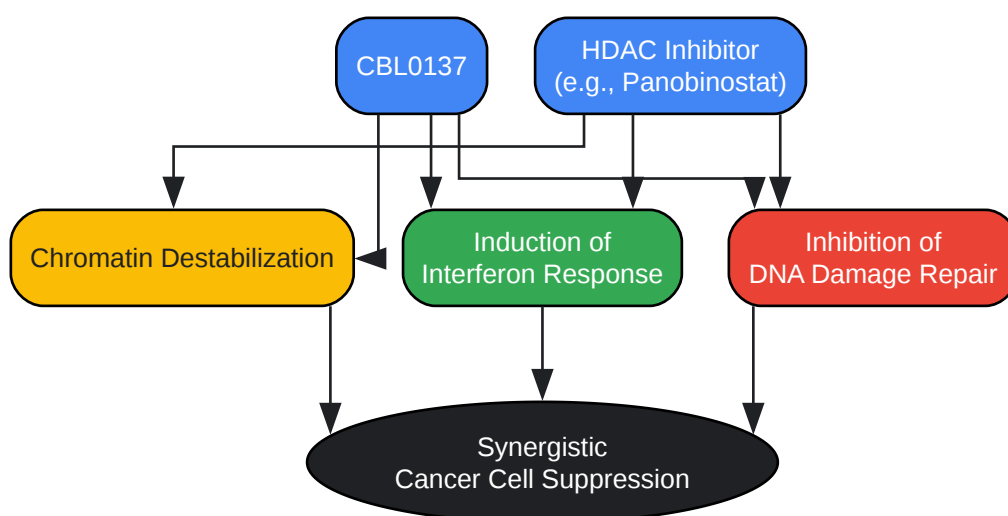 CBL0137
HDAC Inhibitor
(e.g., Panobinostat)
Chromatin Destabilization
Induction of
Interferon Response
Inhibition of
DNA Damage Repair
Synergistic
Cancer Cell Suppression